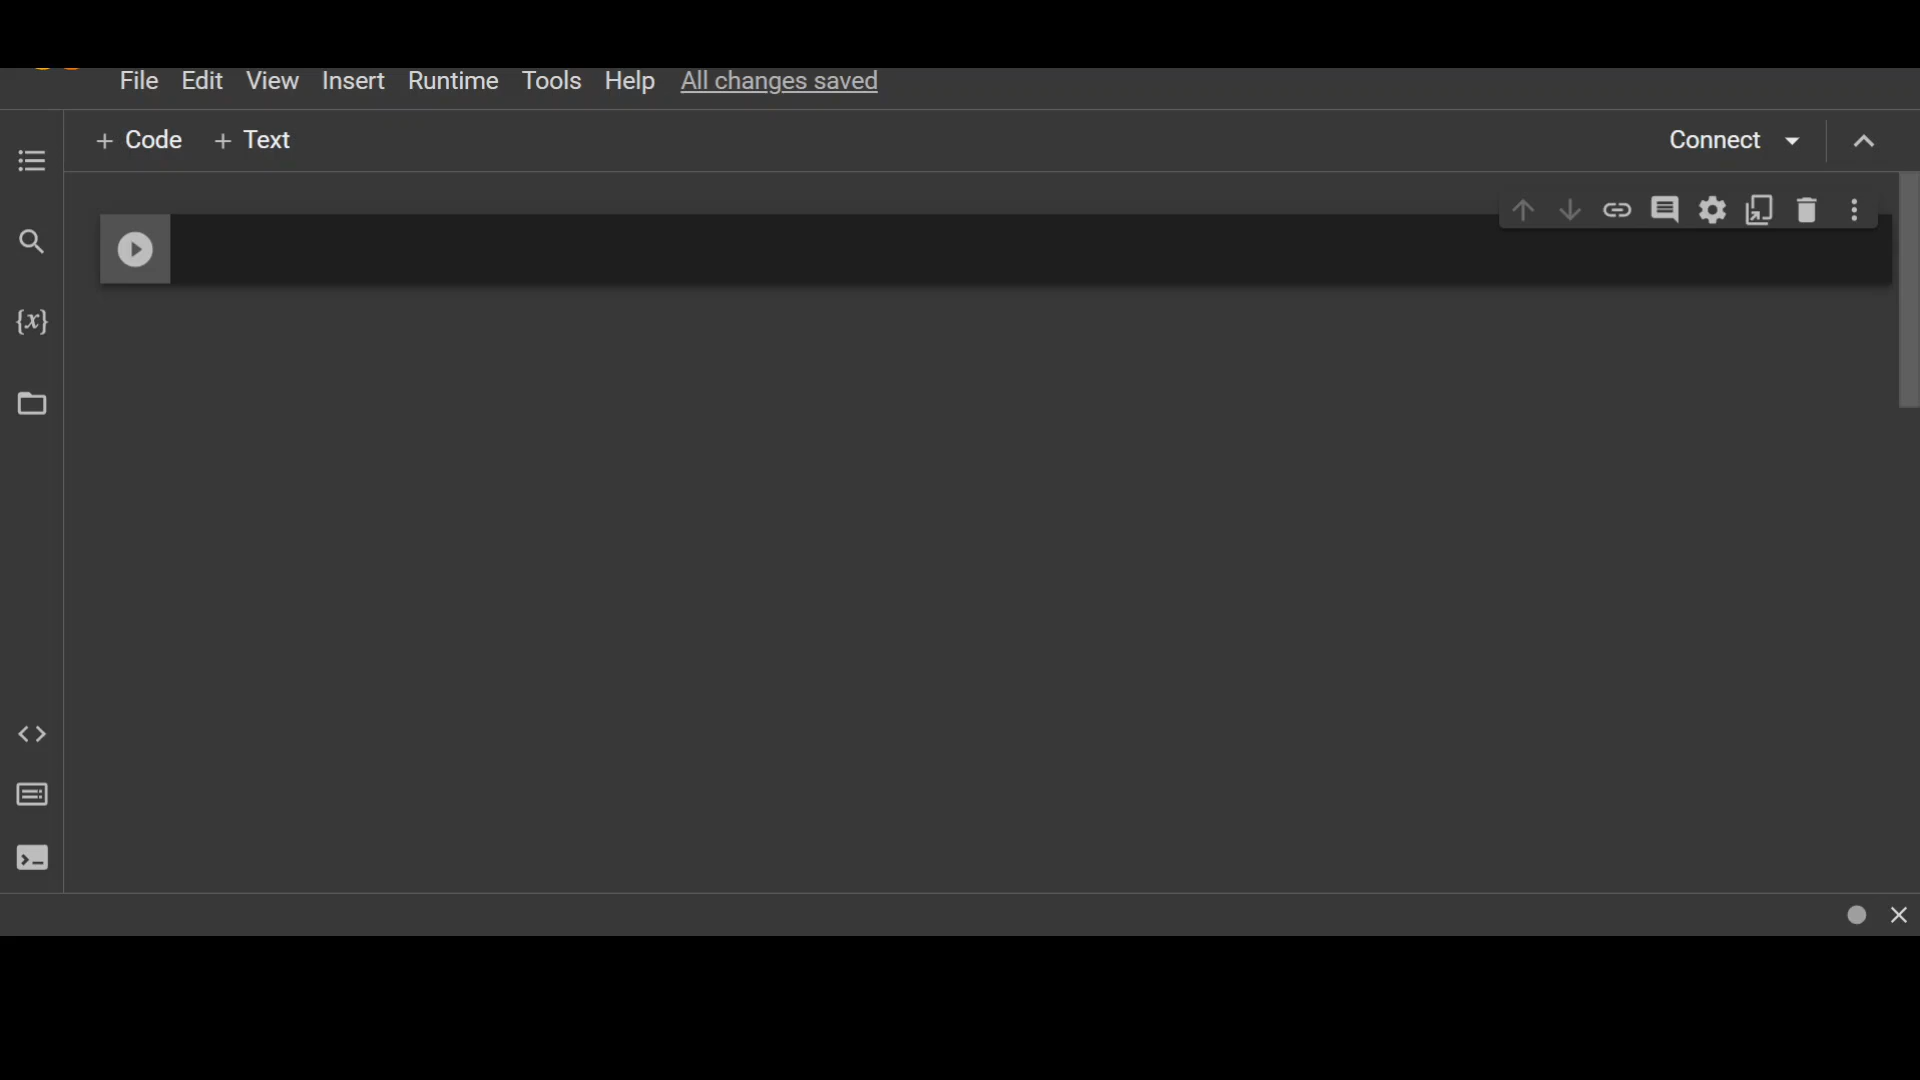 File Edit View Insert Runtime Tools Help All changes saved
+ Code + Text Connect
{x}